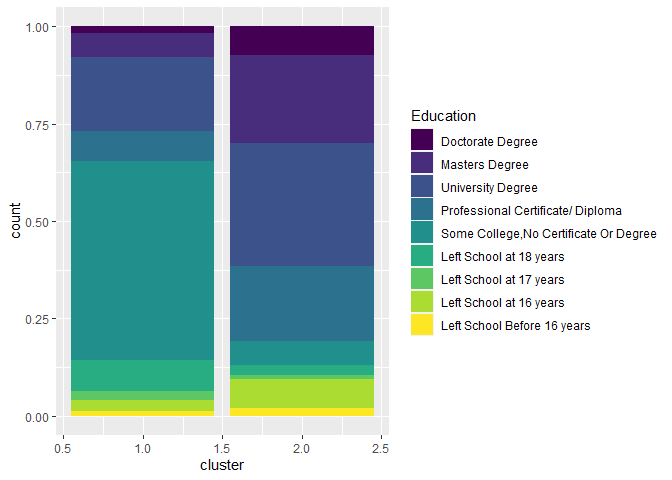 1.00
0.75
0.50
0.25
0.00
count
0.5
1.0
1.5
2.0
2.5
cluster
Education
Doctorate Degree
Masters Degree
University Degree
Professional Certificate/ Diploma
Some College,No Certificate Or Degree
Left School at 18 years
Left School at 17 years
Left School at 16 years
Left School Before 16 years